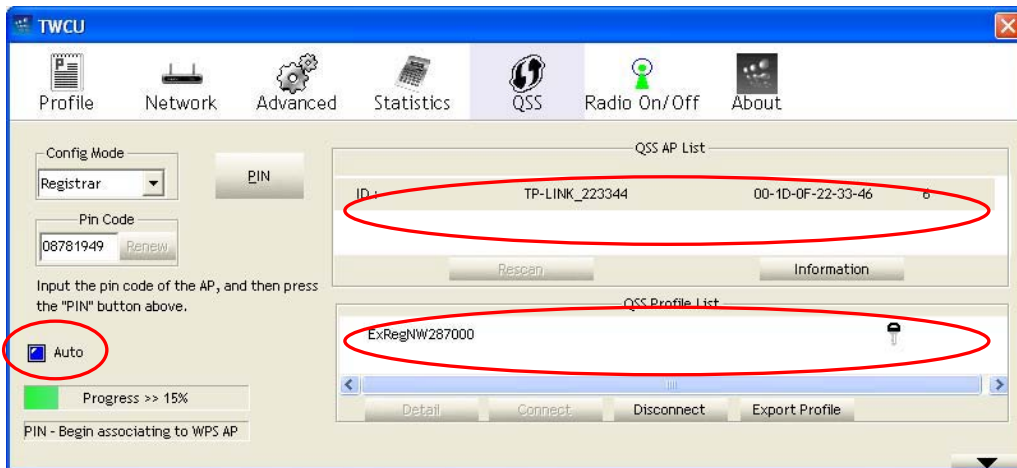 TWCU
Profile Network Advanced Statistics QSS Radio On/Off About
Config Mode
Registrar
PIN
Pin Code
08781949 Renew
Input the pin code of the AP, and then press
the "PIN" button above.
Auto
Progress >> 15%
PIN - Begin associating to WPS AP
QSS AP List
ID : TP-LINK_223344 00-1D-0F-22-33-46 6
Rescan Information
QSS Profile List
ExRegNW287000
Detail Connect Disconnect Export Profile